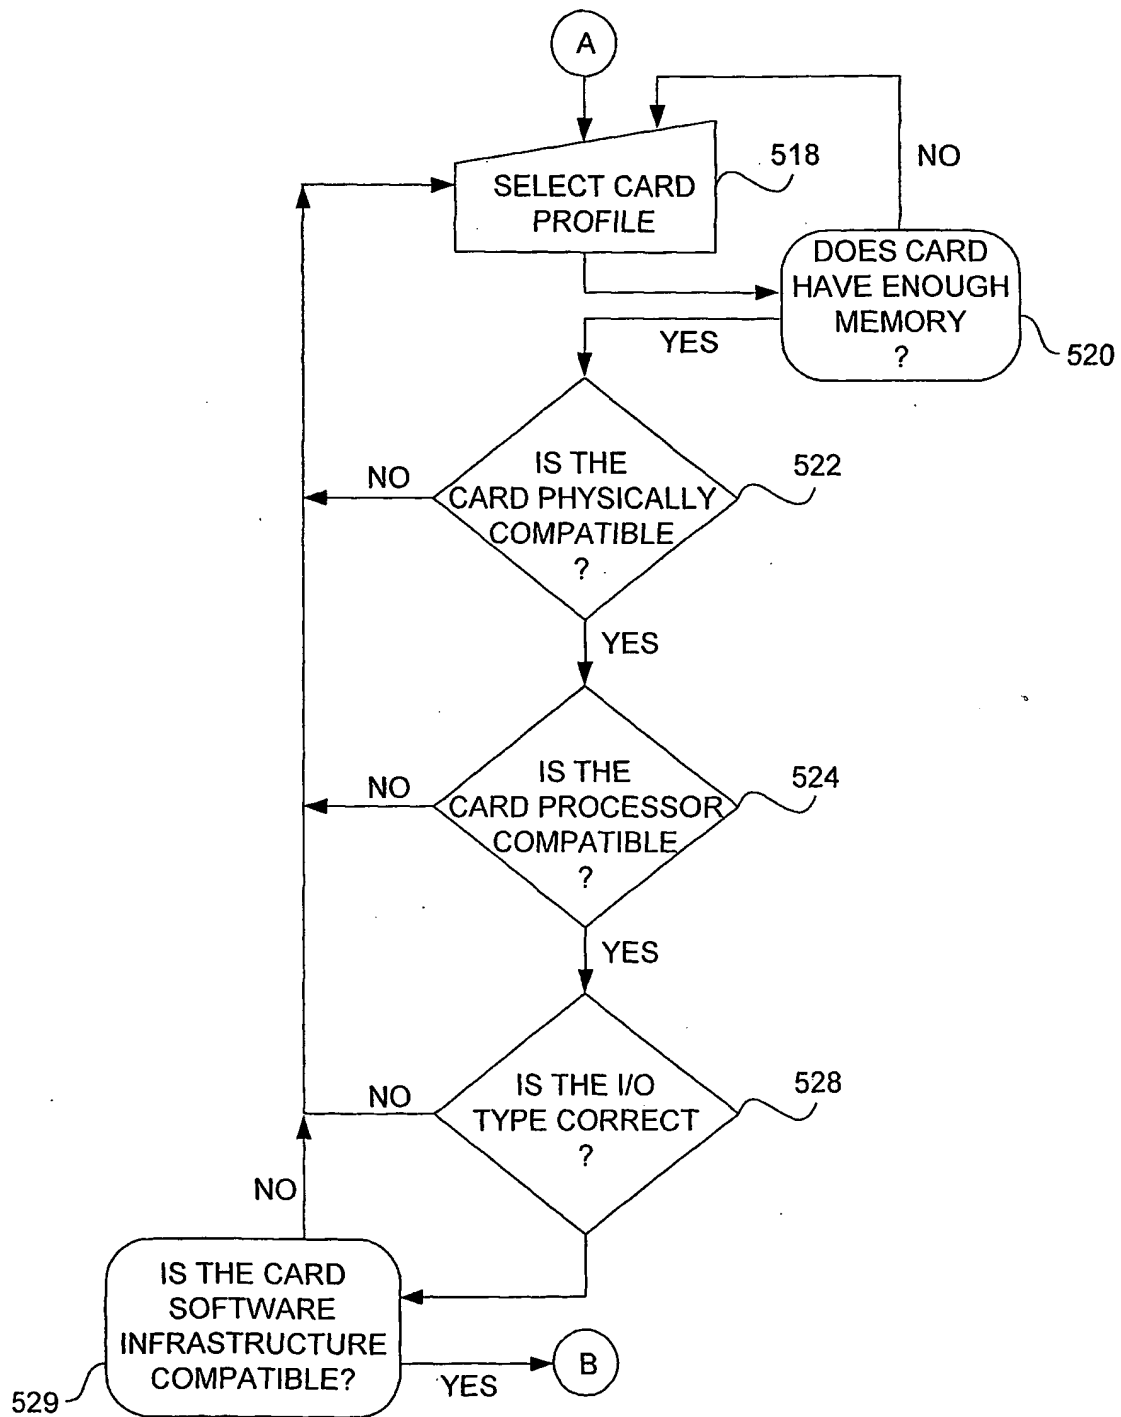 A
SELECT CARD
PROFILE
518
NO
DOES CARD
HAVE ENOUGH
MEMORY
?
520
YES
IS THE
CARD PHYSICALLY
COMPATIBLE
?
522
NO
YES
IS THE
CARD PROCESSOR
COMPATIBLE
?
524
NO
YES
IS THE I/O
TYPE CORRECT
?
528
NO
NO
IS THE CARD
SOFTWARE
INFRASTRUCTURE
COMPATIBLE?
529
YES
B